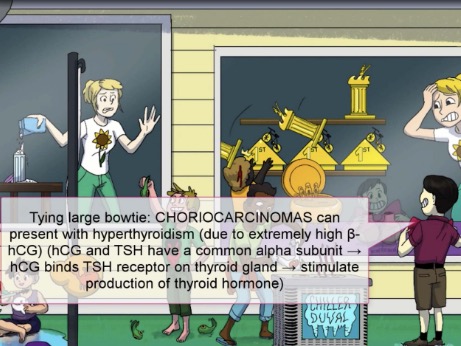 1ST
1ST
1ST
Tying large bowtie: CHORIOCARCINOMAS can
present with hyperthyroidism (due to extremely high β-
hCG) (hCG and TSH have a common alpha subunit →
hCG binds TSH receptor on thyroid gland → stimulate
production of thyroid hormone)
CHILLER
DUVAL